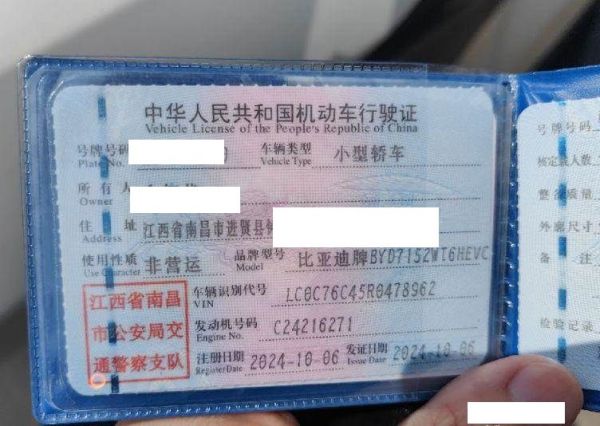 中华人民共和国机动车行驶证
Vehicle License of the People's Republic of China
号牌号码
Plate No.
车辆类型 小型轿车
Vehicle Type
所有人
Owner
住址 江西省南昌市进贤县
Address
使用性质 非营运
Use Character
品牌型号 比亚迪牌BYD7152WT6HEVC
Model
江西省南昌
市公安局交
通警察支队
车辆识别代号 LC0C76C45R0478962
VIN
发动机号码 C24216271
Engine No.
注册日期 2024-10-06
Register Date
发证日期 2024-10-06
Issue Date
号牌号码
核定载人数
整备质量
外廓尺寸
备注
检验记录